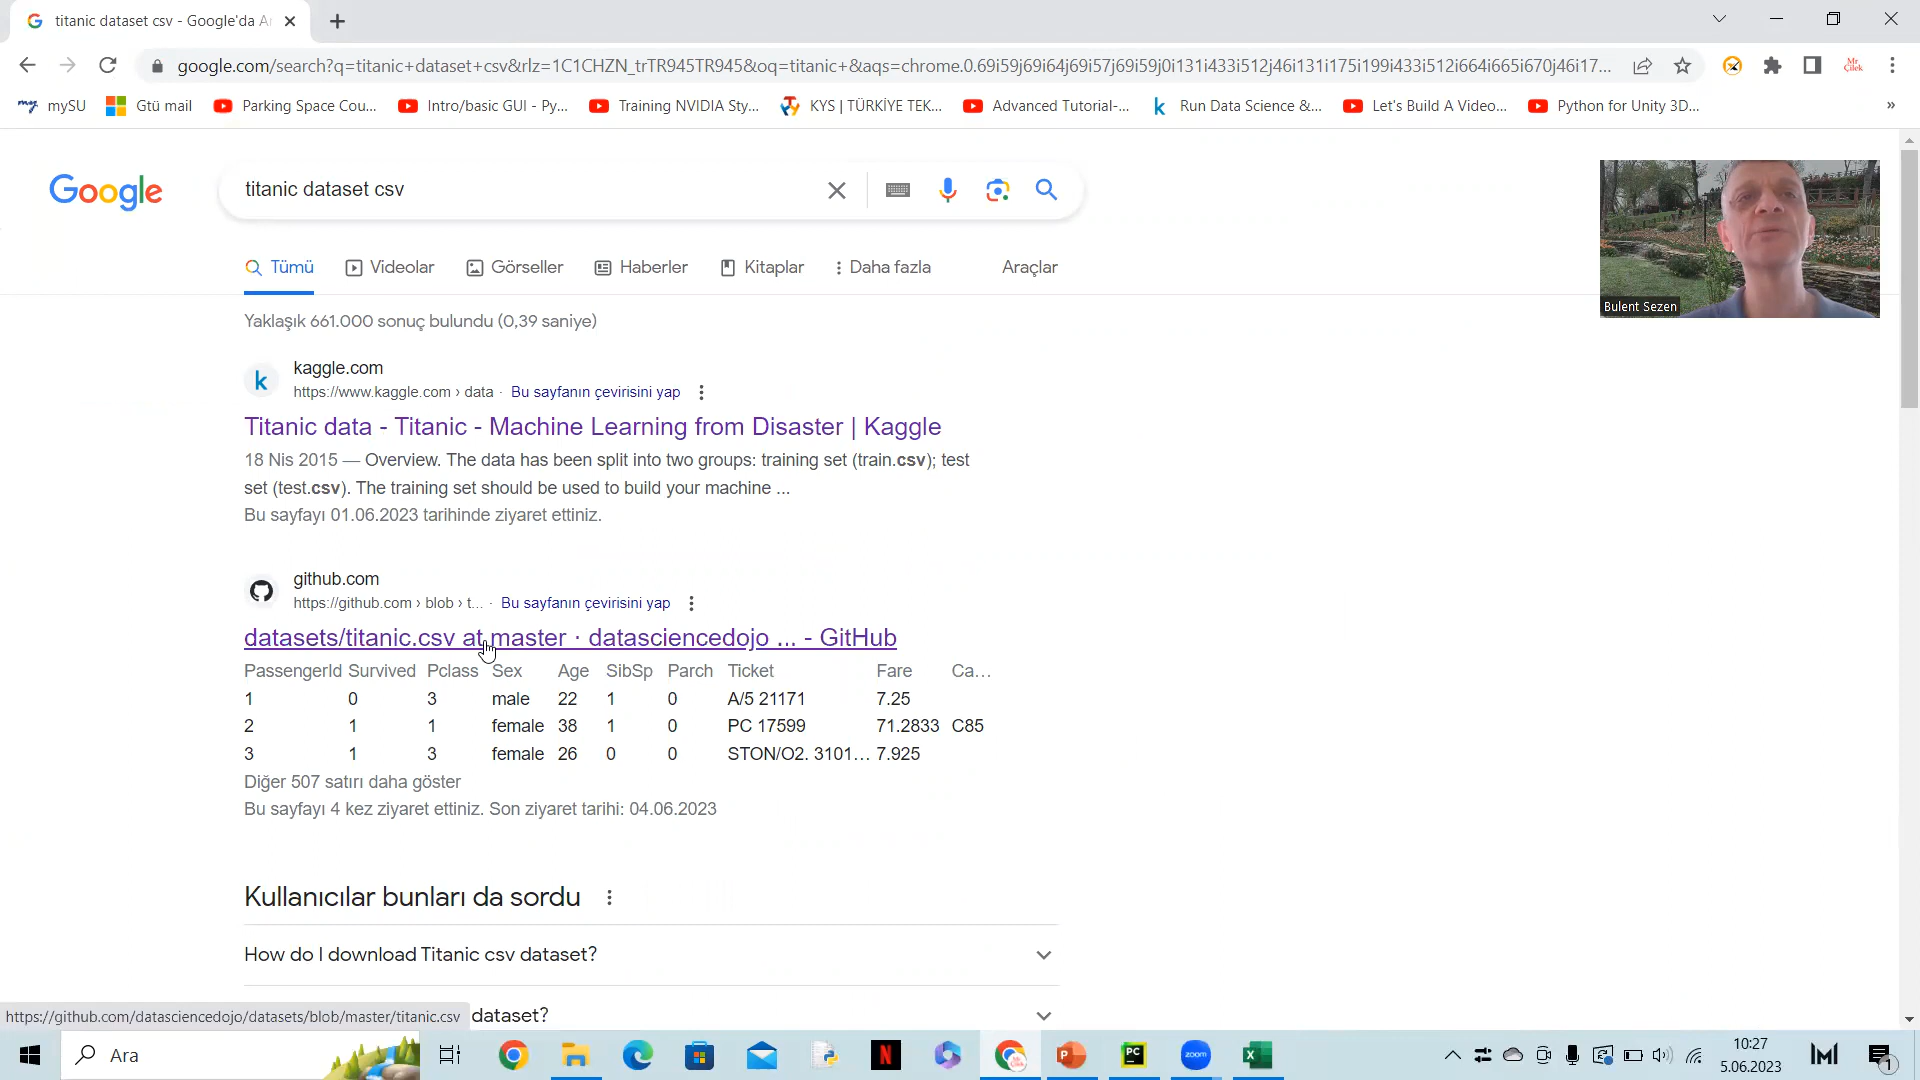 titanic dataset csv - Google'da A
google.com/search?q=titanic+dataset+csv&rlz=1C1CHZN_trTR945TR945&oq=titanic+&aqs=chrome.0.69i59j69i64j69i57j69i59j0i131i433i512j46i131i175i199i433i512i664i665i670j46i17...
Mr Çilek
mySU Gtü mail Parking Space Cou... Intro/basic GUI - Py... Training NVIDIA Sty... KYS | TÜRKİYE TEK... Advanced Tutorial-... Run Data Science &... Let's Build A Video... Python for Unity 3D... »
Google titanic dataset csv
Tümü Videolar Görseller Haberler Kitaplar Daha fazla Araçlar
Bulent Sezen
Yaklaşık 661.000 sonuç bulundu (0,39 saniye)
kaggle.com
https://www.kaggle.com › data · Bu sayfanın çevirisini yap
Titanic data - Titanic - Machine Learning from Disaster | Kaggle
18 Nis 2015 — Overview. The data has been split into two groups: training set (train.csv); test
set (test.csv). The training set should be used to build your machine ...
Bu sayfayı 01.06.2023 tarihinde ziyaret ettiniz.
github.com
https://github.com › blob › t... · Bu sayfanın çevirisini yap
datasets/titanic.csv at master · datasciencedojo ... - GitHub
PassengerId Survived Pclass Sex Age SibSp Parch Ticket Fare Ca...
1 0 3 male 22 1 0 A/5 21171 7.25
2 1 1 female 38 1 0 PC 17599 71.2833 C85
3 1 3 female 26 0 0 STON/O2. 3101... 7.925
Diğer 507 satırı daha göster
Bu sayfayı 4 kez ziyaret ettiniz. Son ziyaret tarihi: 04.06.2023
Kullanıcılar bunları da sordu
How do I download Titanic csv dataset?
dataset?
https://github.com/datasciencedojo/datasets/blob/master/titanic.csv
Ara
PC
zoom
10:27
5.06.2023
1